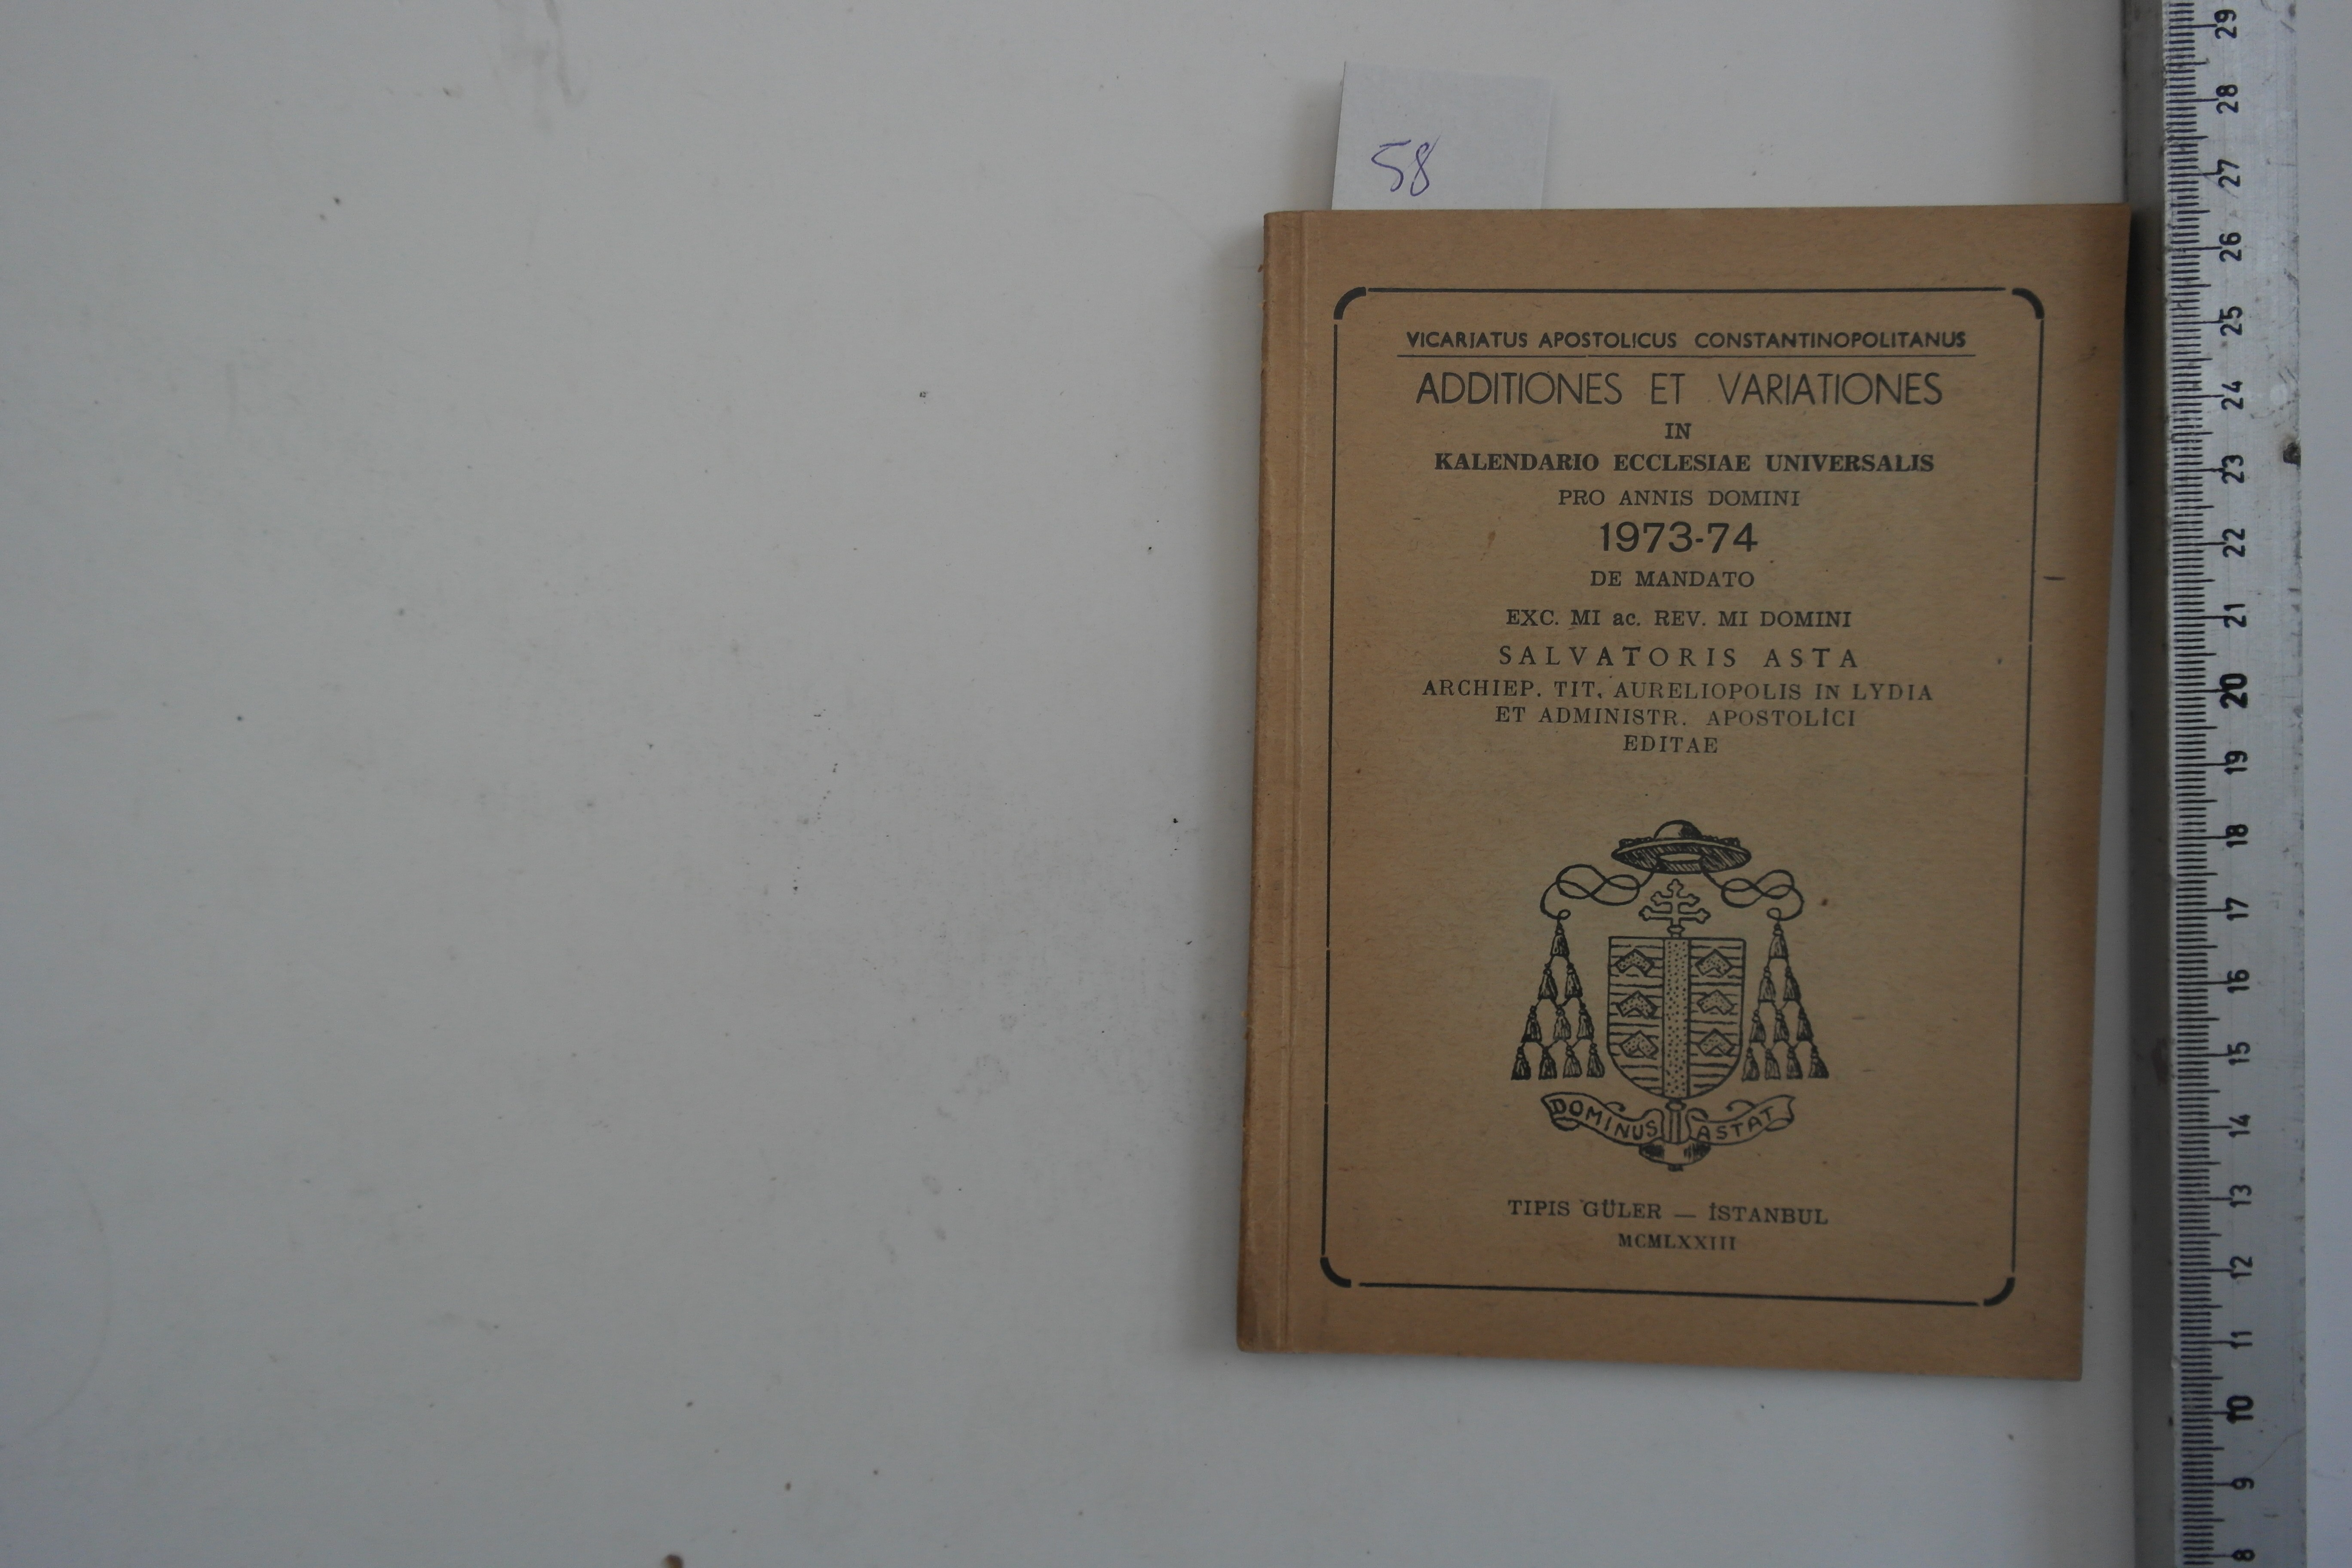 58
VICARIATUS APOSTOLICUS CONSTANTINOPOLITANUS
ADDITIONES ET VARIATIONES
IN
KALENDARIO ECCLESIAE UNIVERSALIS
PRO ANNIS DOMINI
1973-74
DE MANDATO
EXC. MI ac. REV. MI DOMINI
SALVATORIS ASTA
ARCHIEP. TIT. AURELIOPOLIS IN LYDIA
ET ADMINISTR. APOSTOLİCI
EDITAE
DOMINUS ASTAT
TIPIS GÜLER — İSTANBUL
MCMLXXIII
29
28
27
26
25
24
23
22
21
20
19
18
17
16
15
14
13
12
11
10
9
8